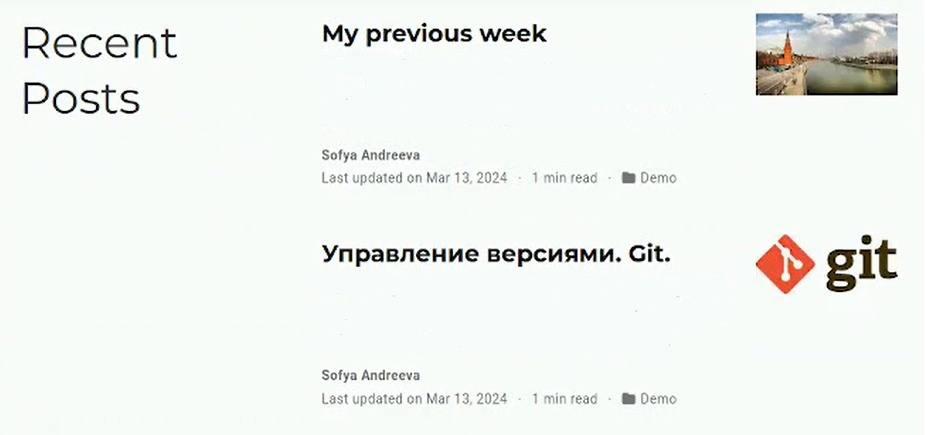 Recent
Posts
My previous week
Sofya Andreeva
Last updated on Mar 13, 2024 · 1 min read · Demo
Управление версиями. Git.
git
Sofya Andreeva
Last updated on Mar 13, 2024 · 1 min read · Demo